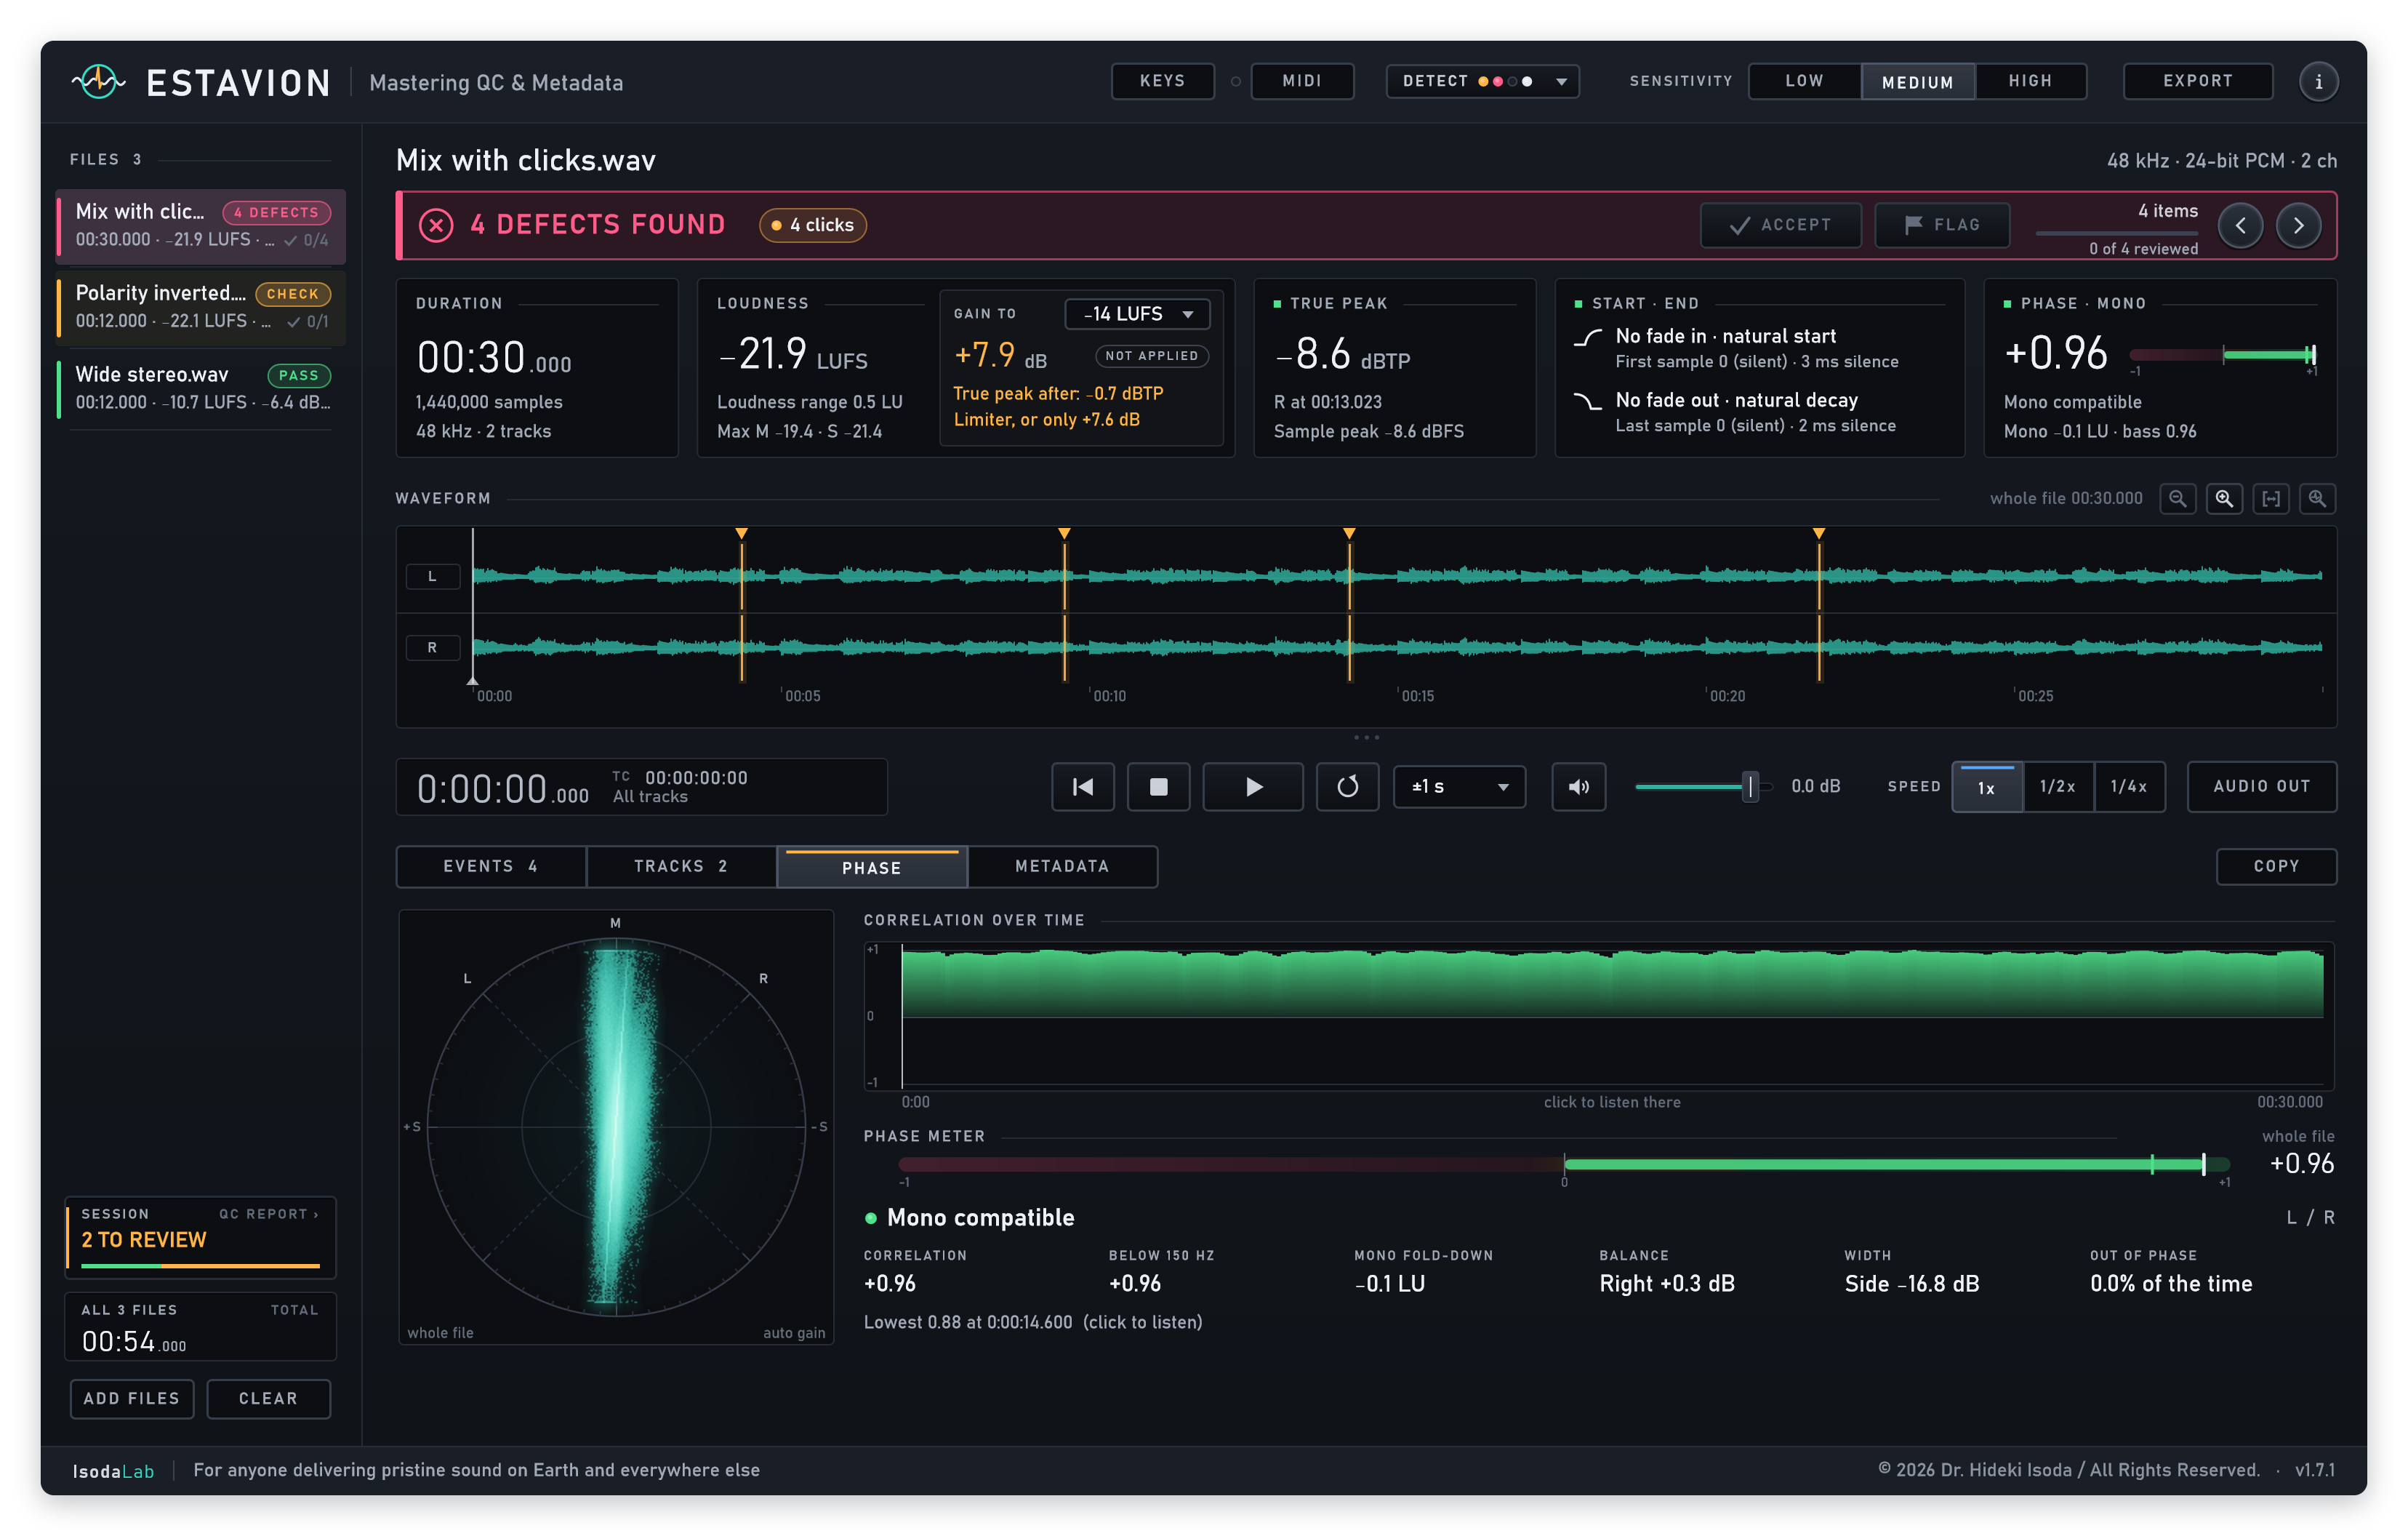 ESTAVION
Mastering QC & Metadata
KEYS
MIDI
DETECT
SENSITIVITY
LOW
MEDIUM
HIGH
EXPORT
i
FILES 3
Mix with clic... 4 DEFECTS
00:30.000 · −21.9 LUFS · ... 0/4
Polarity inverted.... CHECK
00:12.000 · −22.1 LUFS · ... 0/1
Wide stereo.wav PASS
00:12.000 · −10.7 LUFS · −6.4 dB...
Mix with clicks.wav
48 kHz · 24-bit PCM · 2 ch
4 DEFECTS FOUND
4 clicks
ACCEPT
FLAG
4 items
0 of 4 reviewed
DURATION
00:30.000
1,440,000 samples
48 kHz · 2 tracks
LOUDNESS
−21.9 LUFS
Loudness range 0.5 LU
Max M −19.4 · S −21.4
GAIN TO −14 LUFS
+7.9 dB NOT APPLIED
True peak after: −0.7 dBTP
Limiter, or only +7.6 dB
TRUE PEAK
−8.6 dBTP
R at 00:13.023
Sample peak −8.6 dBFS
START · END
No fade in · natural start
First sample 0 (silent) · 3 ms silence
No fade out · natural decay
Last sample 0 (silent) · 2 ms silence
PHASE · MONO
+0.96
-1 +1
Mono compatible
Mono −0.1 LU · bass 0.96
WAVEFORM
whole file 00:30.000
L
R
00:00 00:05 00:10 00:15 00:20 00:25
0:00:00.000
TC 00:00:00:00
All tracks
±1 s
0.0 dB
SPEED
1x
1/2x
1/4x
AUDIO OUT
EVENTS 4
TRACKS 2
PHASE
METADATA
COPY
M
L R
+S -S
whole file auto gain
CORRELATION OVER TIME
+1
0
-1
0:00 click to listen there 00:30.000
PHASE METER
whole file
+0.96
-1 0 +1
Mono compatible
L / R
CORRELATION BELOW 150 HZ MONO FOLD-DOWN BALANCE WIDTH OUT OF PHASE
+0.96 +0.96 −0.1 LU Right +0.3 dB Side −16.8 dB 0.0% of the time
Lowest 0.88 at 0:00:14.600 (click to listen)
SESSION QC REPORT ›
2 TO REVIEW
ALL 3 FILES TOTAL
00:54.000
ADD FILES
CLEAR
IsodaLab
For anyone delivering pristine sound on Earth and everywhere else
© 2026 Dr. Hideki Isoda / All Rights Reserved. · v1.7.1